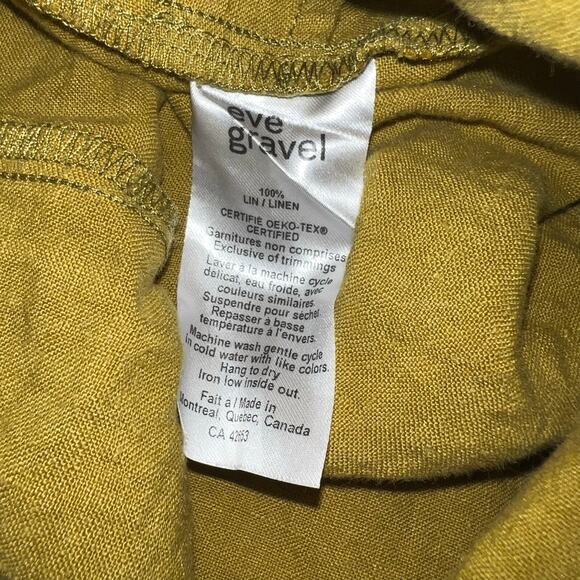 eve
gravel
100%
LIN / LINEN
CERTIFIÉ OEKO-TEX®
CERTIFIED
Garnitures non comprises
Exclusive of trimmings
Laver à la machine cycle
délicat, eau froide, avec
couleurs similaires.
Suspendre pour sécher.
Repasser à basse
température à l'envers.
Machine wash gentle cycle
in cold water with like colors.
Hang to dry
Iron low inside out.
Fait a / Made in
Montreal, Quebec, Canada
CA 42653